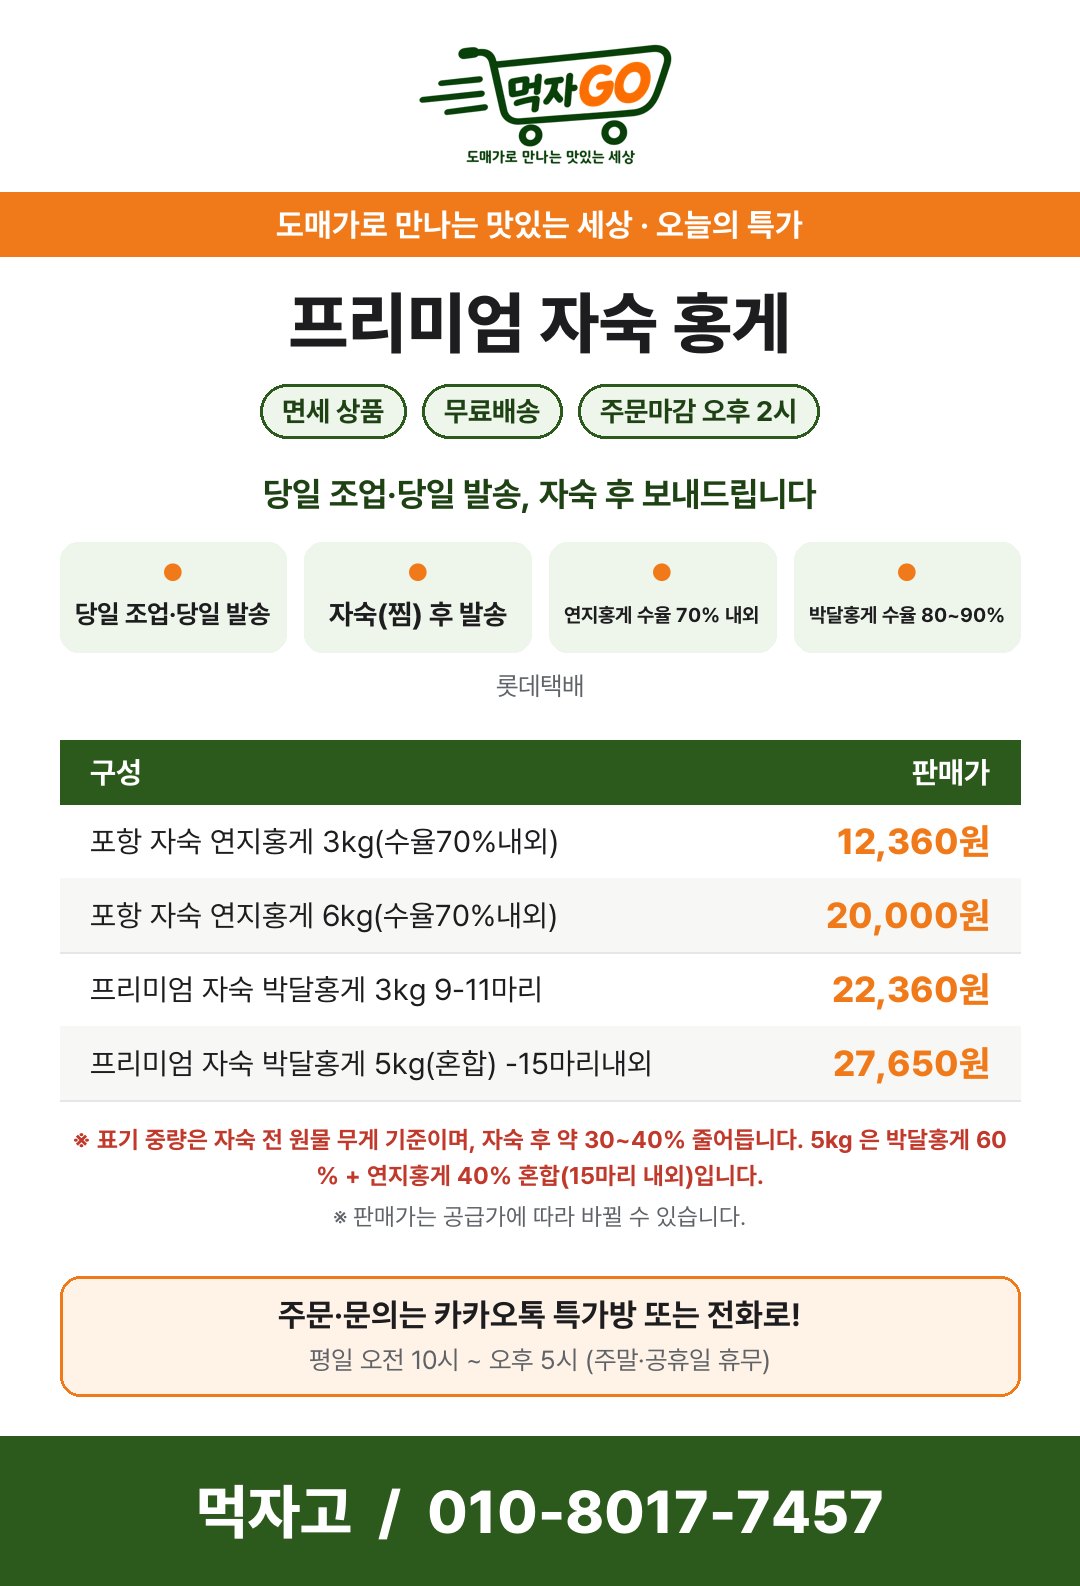 먹자GO
도매가로 만나는 맛있는 세상
도매가로 만나는 맛있는 세상 · 오늘의 특가
프리미엄 자숙 홍게
면세 상품 무료배송 주문마감 오후 2시
당일 조업·당일 발송, 자숙 후 보내드립니다
당일 조업·당일 발송 자숙(찜) 후 발송 연지홍게 수율 70% 내외 박달홍게 수율 80~90%
롯데택배
구성 판매가
포항 자숙 연지홍게 3kg(수율70%내외) 12,360원
포항 자숙 연지홍게 6kg(수율70%내외) 20,000원
프리미엄 자숙 박달홍게 3kg 9-11마리 22,360원
프리미엄 자숙 박달홍게 5kg(혼합) -15마리내외 27,650원
※ 표기 중량은 자숙 전 원물 무게 기준이며, 자숙 후 약 30~40% 줄어듭니다. 5kg 은 박달홍게 60
% + 연지홍게 40% 혼합(15마리 내외)입니다.
※ 판매가는 공급가에 따라 바뀔 수 있습니다.
주문·문의는 카카오톡 특가방 또는 전화로!
평일 오전 10시 ~ 오후 5시 (주말·공휴일 휴무)
먹자고 / 010-8017-7457